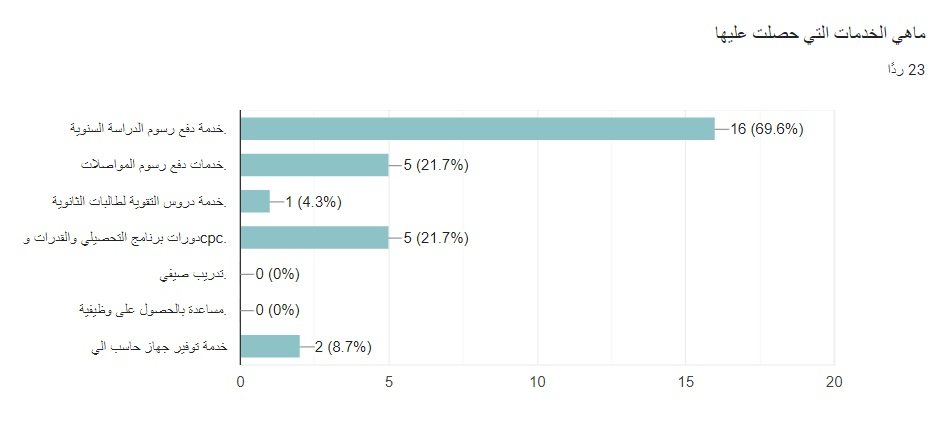 ماهي الخدمات التي حصلت عليها
23 ردًا
خدمة دفع رسوم الدراسة السنوية.
16 (69.6%)
خدمات دفع رسوم المواصلات.
5 (21.7%)
خدمة دروس التقوية لطالبات الثانوية.
1 (4.3%)
دورات برنامج التحصيلي والقدرات و cpc.
5 (21.7%)
تدريب صيفي.
0 (0%)
مساعدة بالحصول على وظيفية.
0 (0%)
خدمة توفير جهاز حاسب الي
2 (8.7%)
0 5 10 15 20